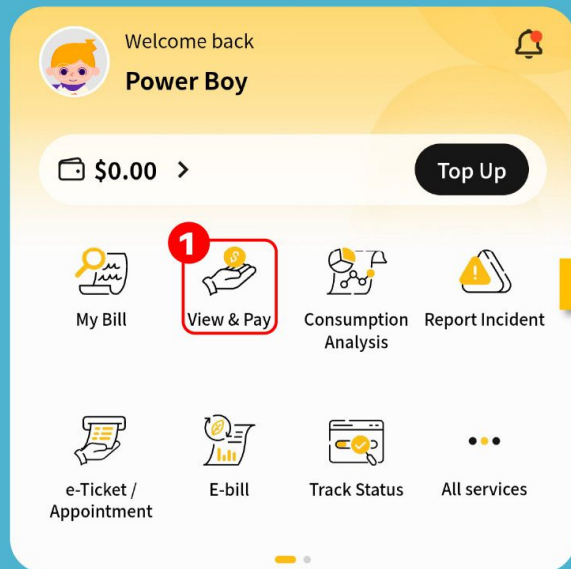 Welcome back
Power Boy
$0.00 >
Top Up
1
My Bill
View & Pay
Consumption
Analysis
Report Incident
e-Ticket /
Appointment
E-bill
Track Status
All services